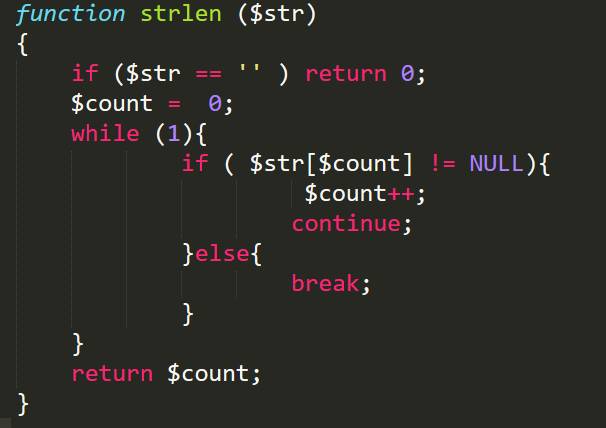 function strlen ($str)
{
if ($str == '' ) return 0;
$count =  0;
while (1){
if ( $str[$count] != NULL){
$count++;
continue;
}else{
break;
}
}
return $count;
}